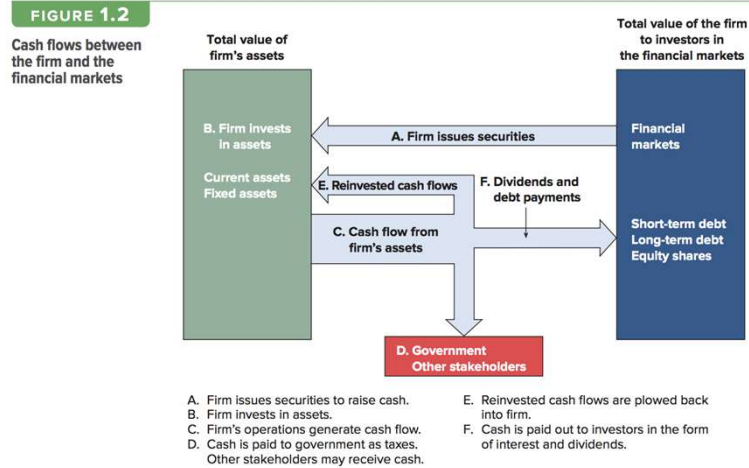 FIGURE 1.2
Cash flows between
the firm and the
financial markets
Total value of
firm's assets
Total value of the firm
to investors in
the financial markets
B. Firm invests
in assets
Current assets
Fixed assets
A. Firm issues securities
Financial
markets
E. Reinvested cash flows
F. Dividends and
debt payments
C. Cash flow from
firm's assets
Short-term debt
Long-term debt
Equity shares
D. Government
Other stakeholders
A. Firm issues securities to raise cash.
B. Firm invests in assets.
C. Firm's operations generate cash flow.
D. Cash is paid to government as taxes.
Other stakeholders may receive cash.
E. Reinvested cash flows are plowed back
into firm.
F. Cash is paid out to investors in the form
of interest and dividends.